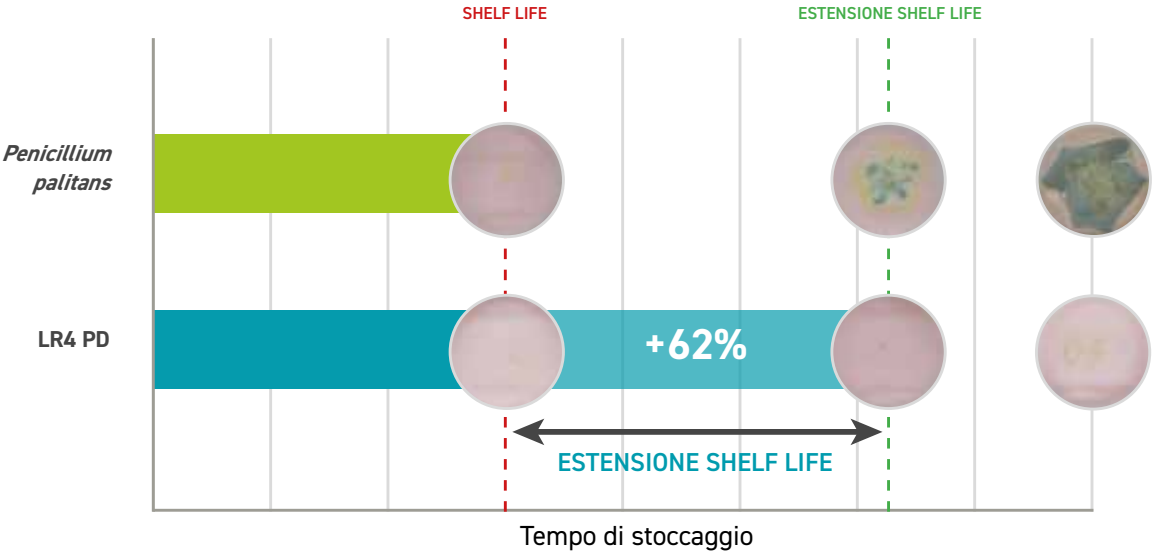 SHELF LIFE
ESTENSIONE SHELF LIFE
Penicillium
palitans
LR4 PD
+62%
ESTENSIONE SHELF LIFE
Tempo di stoccaggio